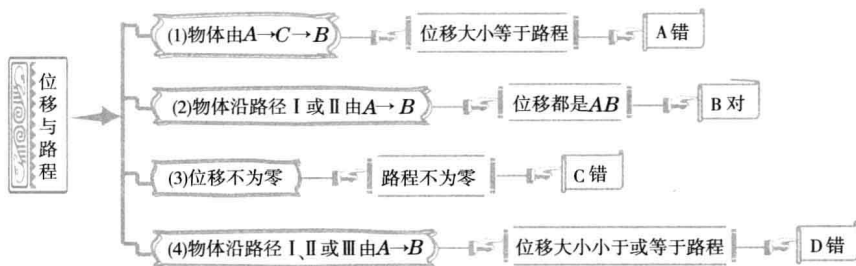 位移与路程
(1)物体由A→C→B
位移大小等于路程
A错
(2)物体沿路径Ⅰ或Ⅱ由A→B
位移都是AB
B对
(3)位移不为零
路程不为零
C错
(4)物体沿路径Ⅰ、Ⅱ或Ⅲ由A→B
位移大小小于或等于路程
D错